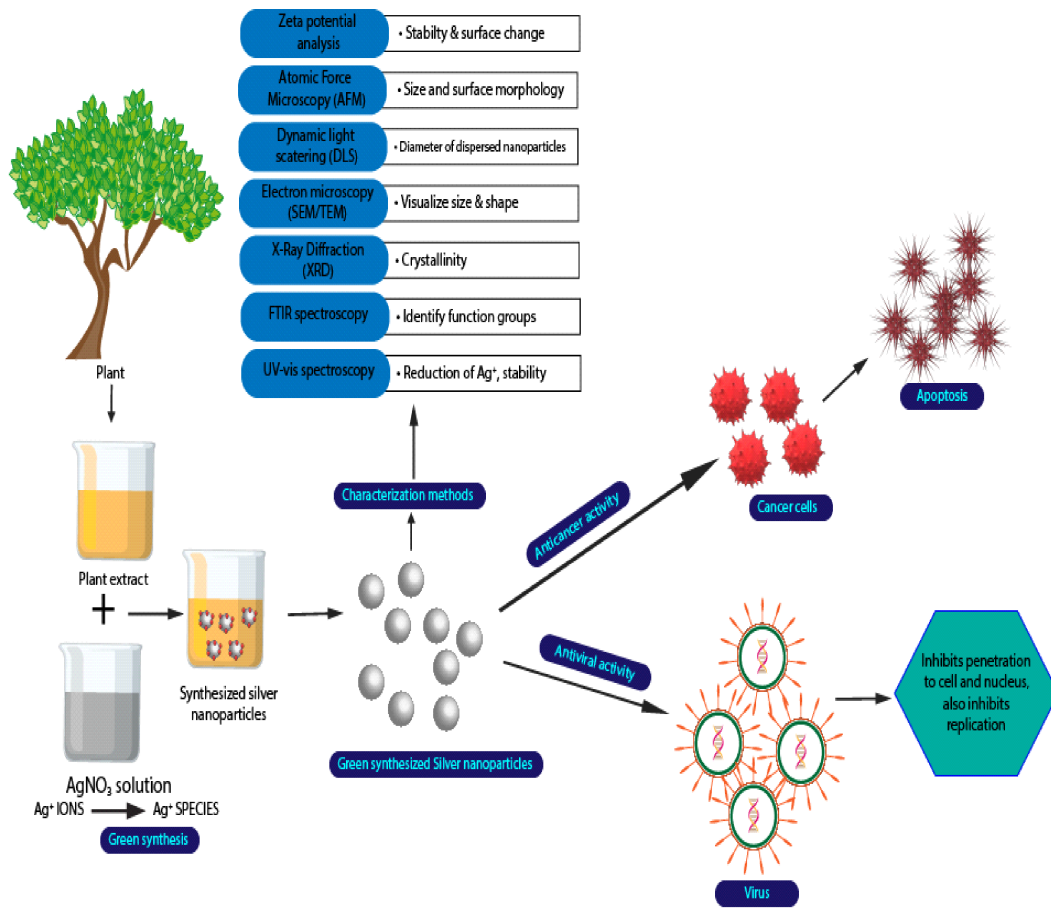 Zeta potential
analysis
• Stabilty & surface change
Atomic Force
Microscopy (AFM)
• Size and surface morphology
Dynamic light
scatering (DLS)
• Diameter of dispersed nanoparticles
Electron microscopy
(SEM/TEM)
• Visualize size & shape
X-Ray Diffraction
(XRD)
• Crystallinity
FTIR spectroscopy
• Identify function groups
UV-vis spectroscopy
• Reduction of Ag⁺, stability
Plant
Plant extract
+
AgNO₃ solution
Ag⁺ IONS
Ag⁺ SPECIES
Green synthesis
Synthesized silver
nanoparticles
Characterization methods
Green synthesized Silver nanoparticles
Anticancer activity
Cancer cells
Apoptosis
Antiviral activity
Virus
Inhibits penetration
to cell and nucleus,
also inhibits
replication